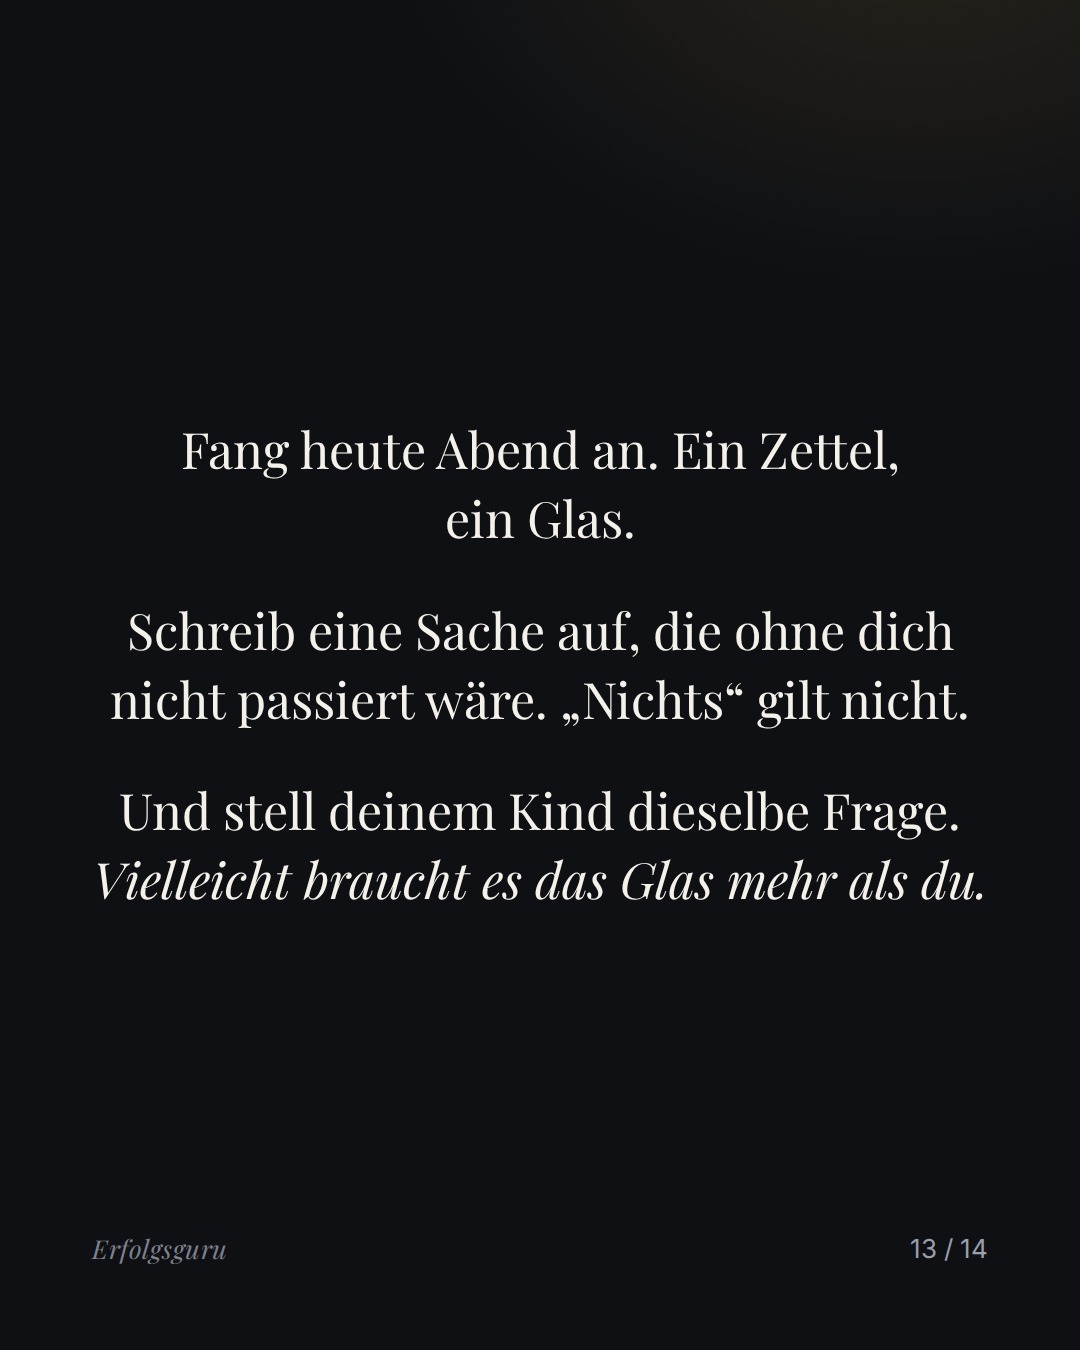 Fang heute Abend an. Ein Zettel,
ein Glas.
Schreib eine Sache auf, die ohne dich
nicht passiert wäre. „Nichts“ gilt nicht.
Und stell deinem Kind dieselbe Frage.
Vielleicht braucht es das Glas mehr als du.
Erfolgsguru
13 / 14